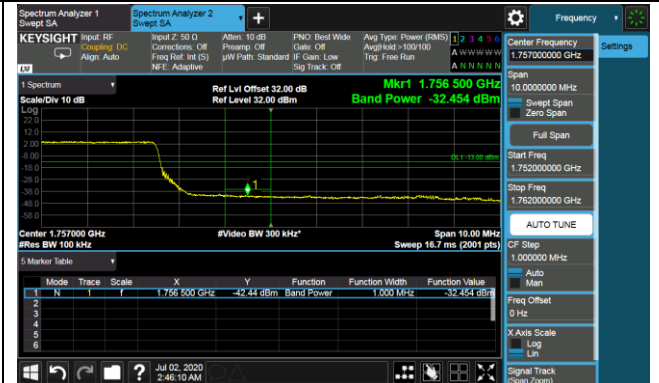 Spectrum Analyzer 1
Swept SA
Spectrum Analyzer 2
Swept SA
+
Frequency
KEYSIGHT
Input: RF
Coupling: DC
Align: Auto
Input Z: 50 Ω
Corrections: Off
Freq Ref: Int (S)
NFE: Adaptive
Atten: 10 dB
Preamp: Off
µW Path: Standard
PNO: Best Wide
Gate: Off
IF Gain: Low
Sig Track: Off
Avg Type: Power (RMS)
Avg|Hold:>100/100
Trig: Free Run
1 2 3 4 5 6
A W W W W W
A N N N N N
LXI
1 Spectrum
Scale/Div 10 dB
Ref Lvl Offset 32.00 dB
Ref Level 32.00 dBm
Mkr1 1.756 500 GHz
Band Power -32.454 dBm
Log
22.0
12.0
2.00
-8.00
-18.0
-28.0
-38.0
-48.0
-58.0
DL1 -13.00 dBm
1
Center 1.757000 GHz
#Res BW 100 kHz
#Video BW 300 kHz*
Span 10.00 MHz
Sweep 16.7 ms (2001 pts)
5 Marker Table
Mode Trace Scale X Y Function Function Width Function Value
1 N 1 f 1.756 500 GHz -42.44 dBm Band Power 1.000 MHz -32.454 dBm
2
3
4
5
6
Jul 02, 2020
2:46:10 AM
Center Frequency
1.757000000 GHz
Settings
Span
10.0000000 MHz
Swept Span
Zero Span
Full Span
Start Freq
1.752000000 GHz
Stop Freq
1.762000000 GHz
AUTO TUNE
CF Step
1.000000 MHz
Auto
Man
Freq Offset
0 Hz
X Axis Scale
Log
Lin
Signal Track
(Span Zoom)